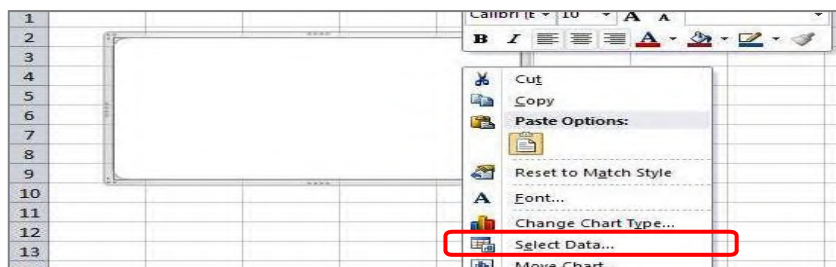 Calibri (E 10 A A
B I A
1
2
3
4
5
6
7
8
9
10
11
12
13
Cut
Copy
Paste Options:
Reset to Match Style
A Font...
Change Chart Type...
Select Data...
Move Chart...